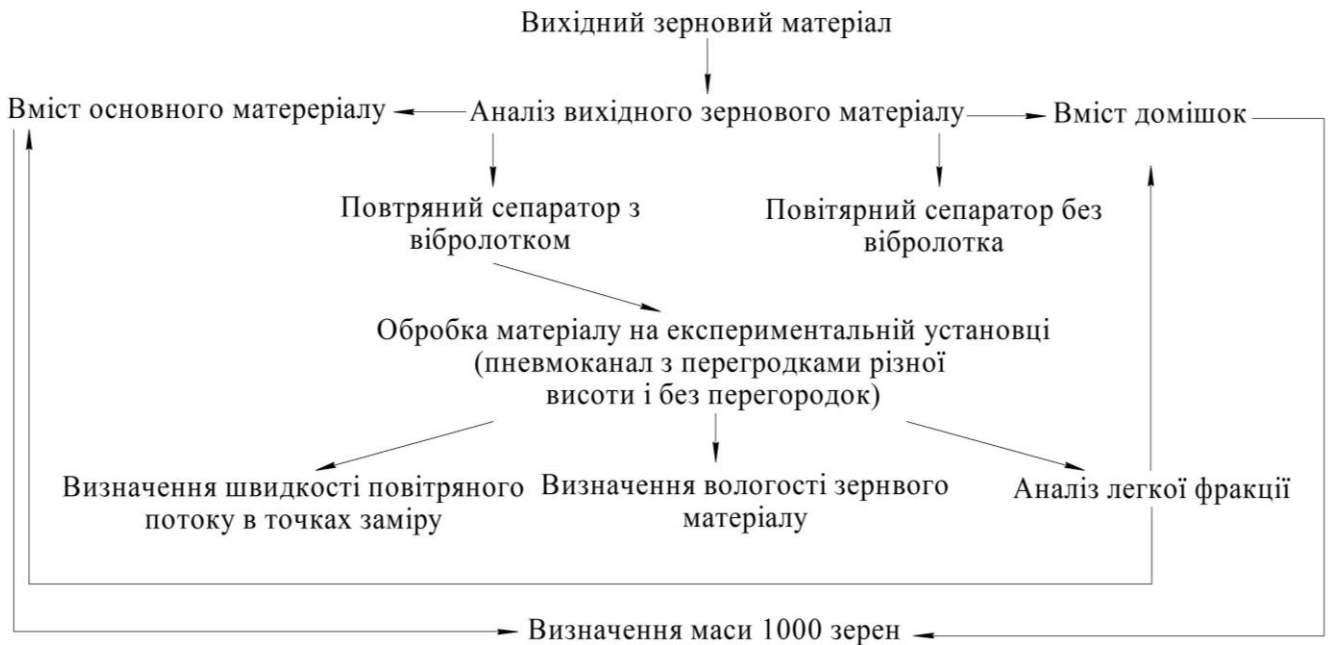 Вихідний зерновий матеріал
Вміст основного матереріалу
Аналіз вихідного зернового матеріалу
Вміст домішок
Повтряний сепаратор з
вібролотком
Повітярний сепаратор без
вібролотка
Обробка матеріалу на експериментальній установці
(пневмоканал з перегродками різної
висоти і без перегородок)
Визначення швидкості повітряного
потоку в точках заміру
Визначення вологості зернвого
матеріалу
Аналіз легкої фракції
Визначення маси 1000 зерен